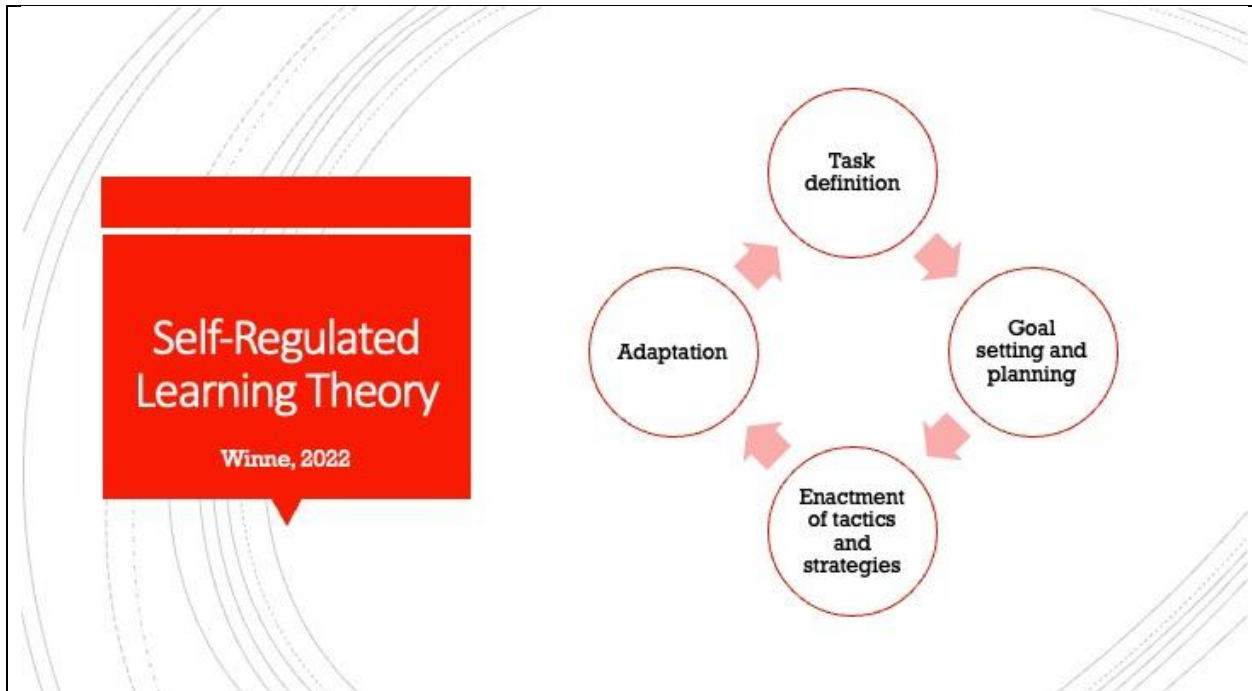 Self-Regulated
Learning Theory
Winne, 2022
Task
definition
Goal
setting and
planning
Enactment
of tactics
and
strategies
Adaptation